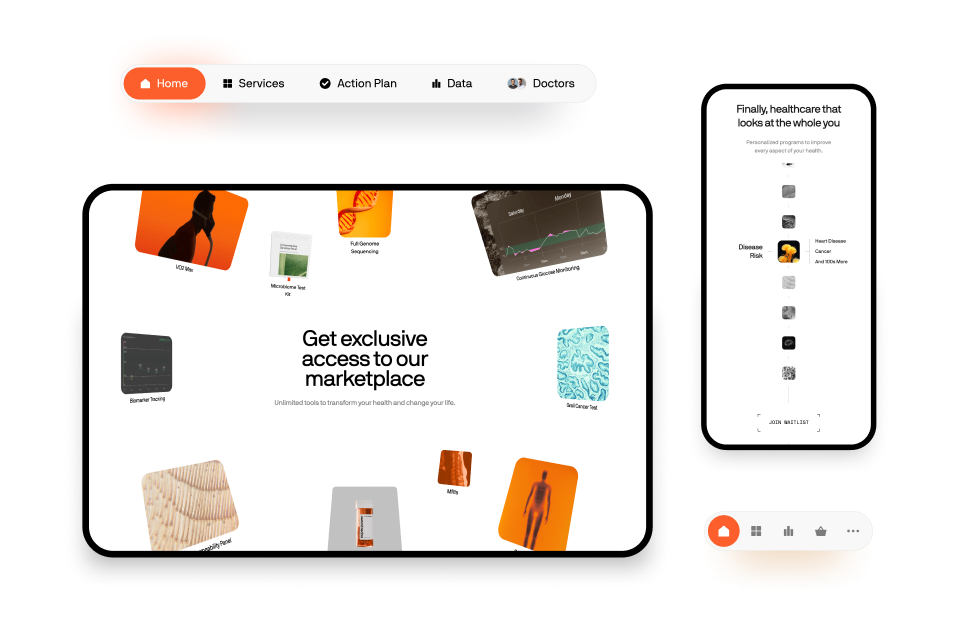 Home
Services
Action Plan
Data
Doctors
Finally, healthcare that
looks at the whole you
Personalized programs to improve
every aspect of your health.
Disease
Risk
Heart Disease
Cancer
And 100s More
JOIN WAITLIST
VO2 Max
Microbiome Test
Kit
Full Genome
Sequencing
Saturday
Monday
Continuous Glucose Monitoring
Get exclusive
access to our
marketplace
Unlimited tools to transform your health and change your life.
Biomarker Tracking
Grail Cancer Test
MRIs
Panel